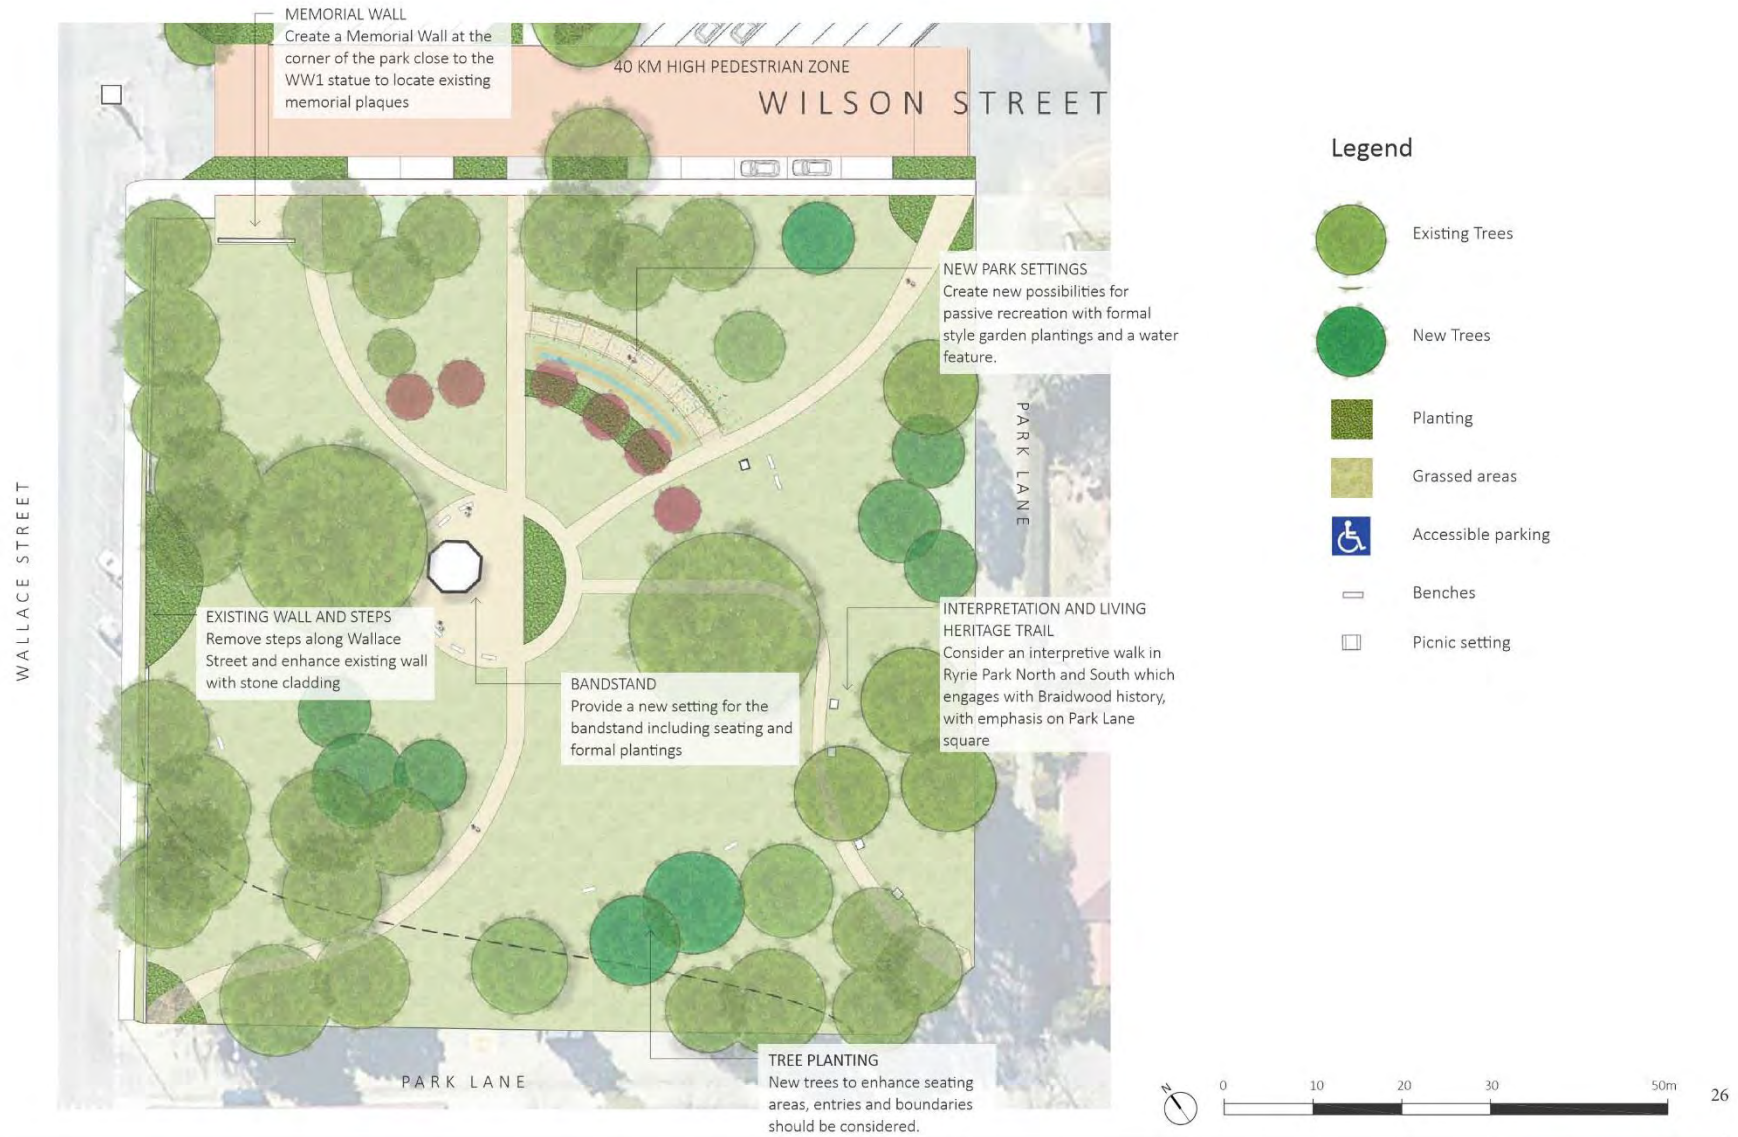 MEMORIAL WALL
Create a Memorial Wall at the
corner of the park close to the
WW1 statue to locate existing
memorial plaques
40 KM HIGH PEDESTRIAN ZONE
WILSON STREET
NEW PARK SETTINGS
Create new possibilities for
passive recreation with formal
style garden plantings and a water
feature.
PARK LANE
WALLACE STREET
EXISTING WALL AND STEPS
Remove steps along Wallace
Street and enhance existing wall
with stone cladding
BANDSTAND
Provide a new setting for the
bandstand including seating and
formal plantings
INTERPRETATION AND LIVING
HERITAGE TRAIL
Consider an interpretive walk in
Ryrie Park North and South which
engages with Braidwood history,
with emphasis on Park Lane
square
PARK LANE
TREE PLANTING
New trees to enhance seating
areas, entries and boundaries
should be considered.
Legend
Existing Trees
New Trees
Planting
Grassed areas
Accessible parking
Benches
Picnic setting
N
0 10 20 30 50m
26